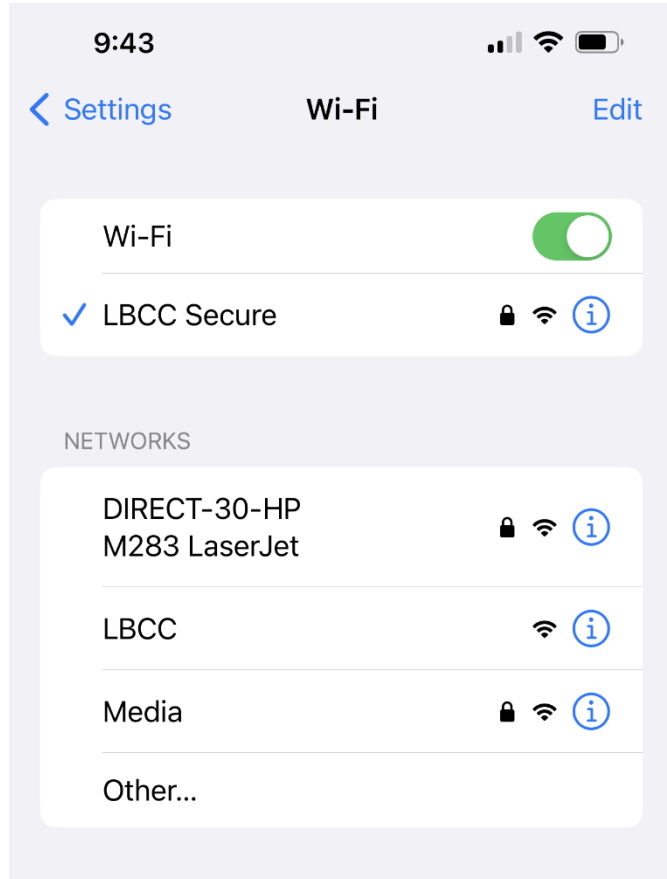 9:43
Settings
Wi-Fi
Edit
Wi-Fi
LBCC Secure
NETWORKS
DIRECT-30-HP
M283 LaserJet
LBCC
Media
Other...